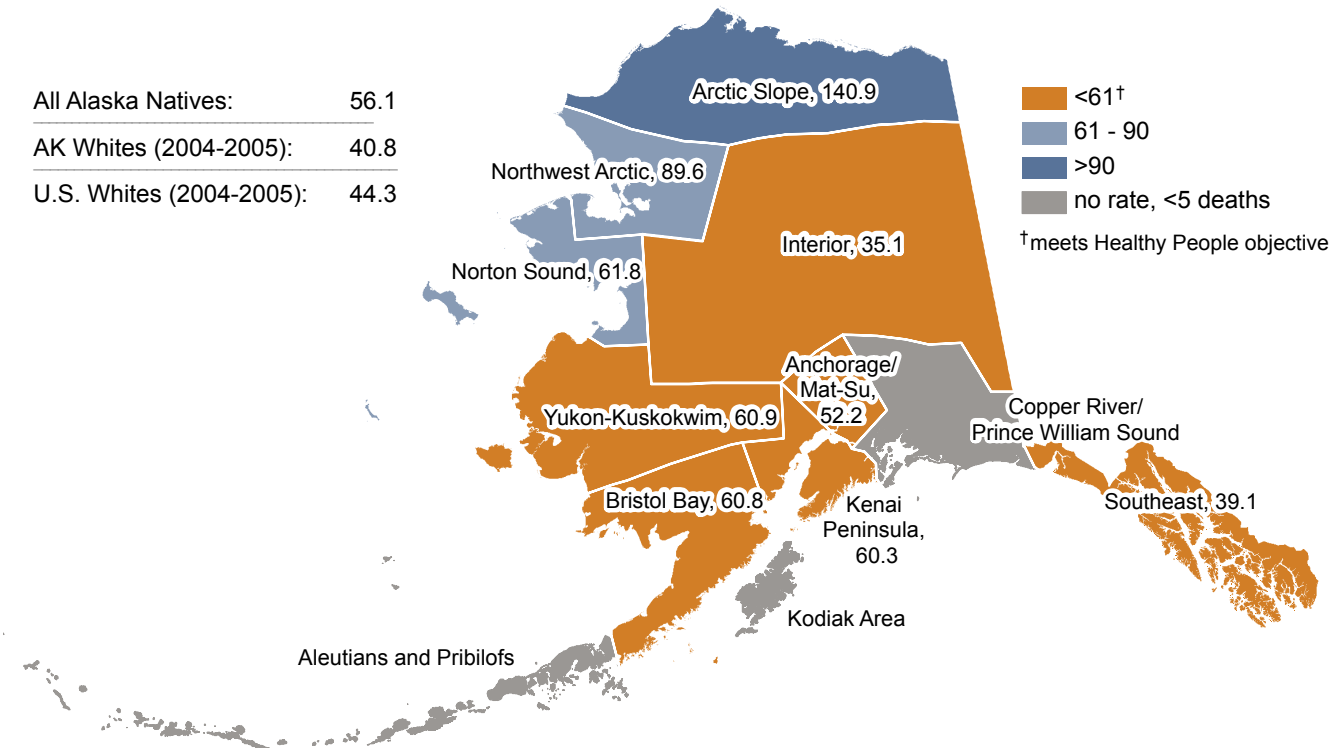 All Alaska Natives: 56.1
AK Whites (2004-2005): 40.8
U.S. Whites (2004-2005): 44.3
<61†
61 - 90
>90
no rate, <5 deaths
†meets Healthy People objective
Arctic Slope, 140.9
Northwest Arctic, 89.6
Interior, 35.1
Norton Sound, 61.8
Anchorage/
Mat-Su,
52.2
Yukon-Kuskokwim, 60.9
Copper River/
Prince William Sound
Bristol Bay, 60.8
Kenai
Peninsula,
60.3
Southeast, 39.1
Kodiak Area
Aleutians and Pribilofs